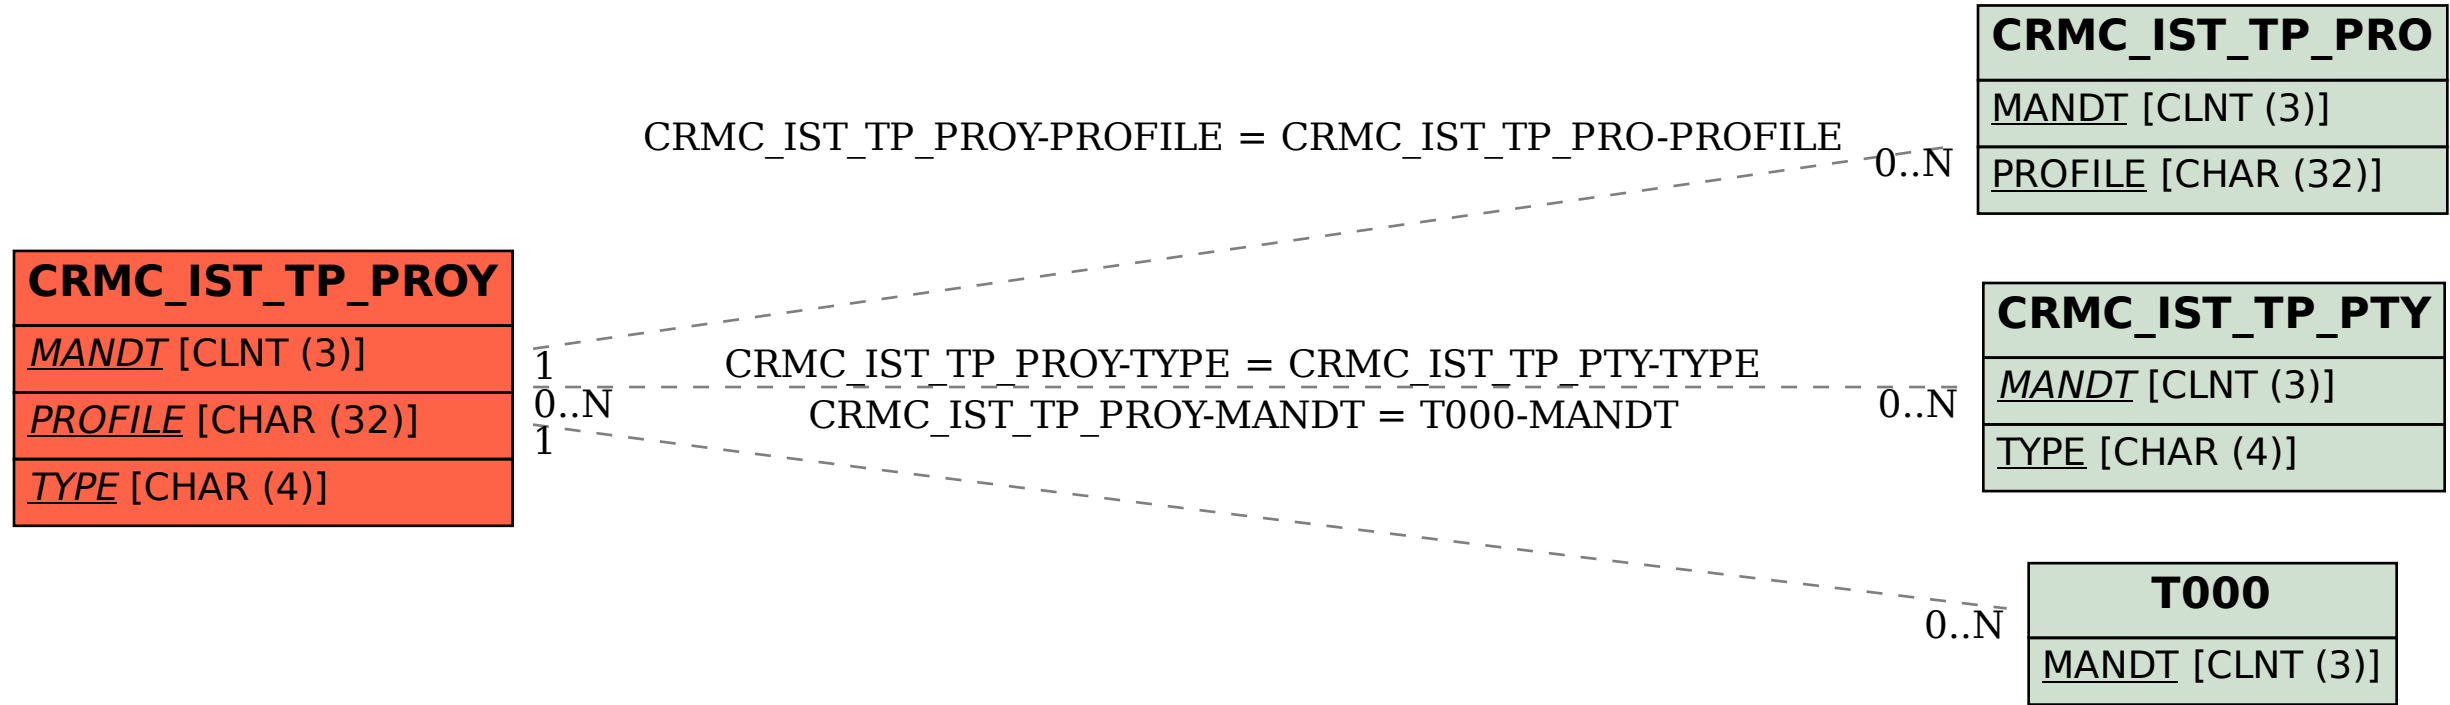 CRMC_IST_TP_PRO
MANDT [CLNT (3)]
PROFILE [CHAR (32)]
CRMC_IST_TP_PROY-PROFILE = CRMC_IST_TP_PRO-PROFILE
0..N
CRMC_IST_TP_PROY
MANDT [CLNT (3)]
PROFILE [CHAR (32)]
TYPE [CHAR (4)]
1
0..N
1
CRMC_IST_TP_PROY-TYPE = CRMC_IST_TP_PTY-TYPE
CRMC_IST_TP_PROY-MANDT = T000-MANDT
0..N
CRMC_IST_TP_PTY
MANDT [CLNT (3)]
TYPE [CHAR (4)]
0..N
T000
MANDT [CLNT (3)]